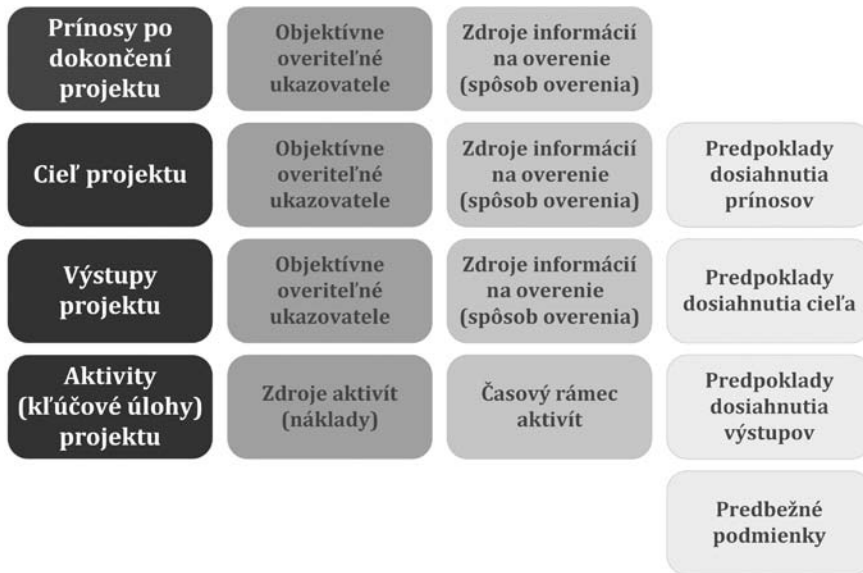 Prínosy po
dokončení
projektu
Objektívne
overiteľné
ukazovatele
Zdroje informácií
na overenie
(spôsob overenia)
Cieľ projektu
Objektívne
overiteľné
ukazovatele
Zdroje informácií
na overenie
(spôsob overenia)
Predpoklady
dosiahnutia
prínosov
Výstupy
projektu
Objektívne
overiteľné
ukazovatele
Zdroje informácií
na overenie
(spôsob overenia)
Predpoklady
dosiahnutia cieľa
Aktivity
(kľúčové úlohy)
projektu
Zdroje aktivít
(náklady)
Časový rámec
aktivít
Predpoklady
dosiahnutia
výstupov
Predbežné
podmienky